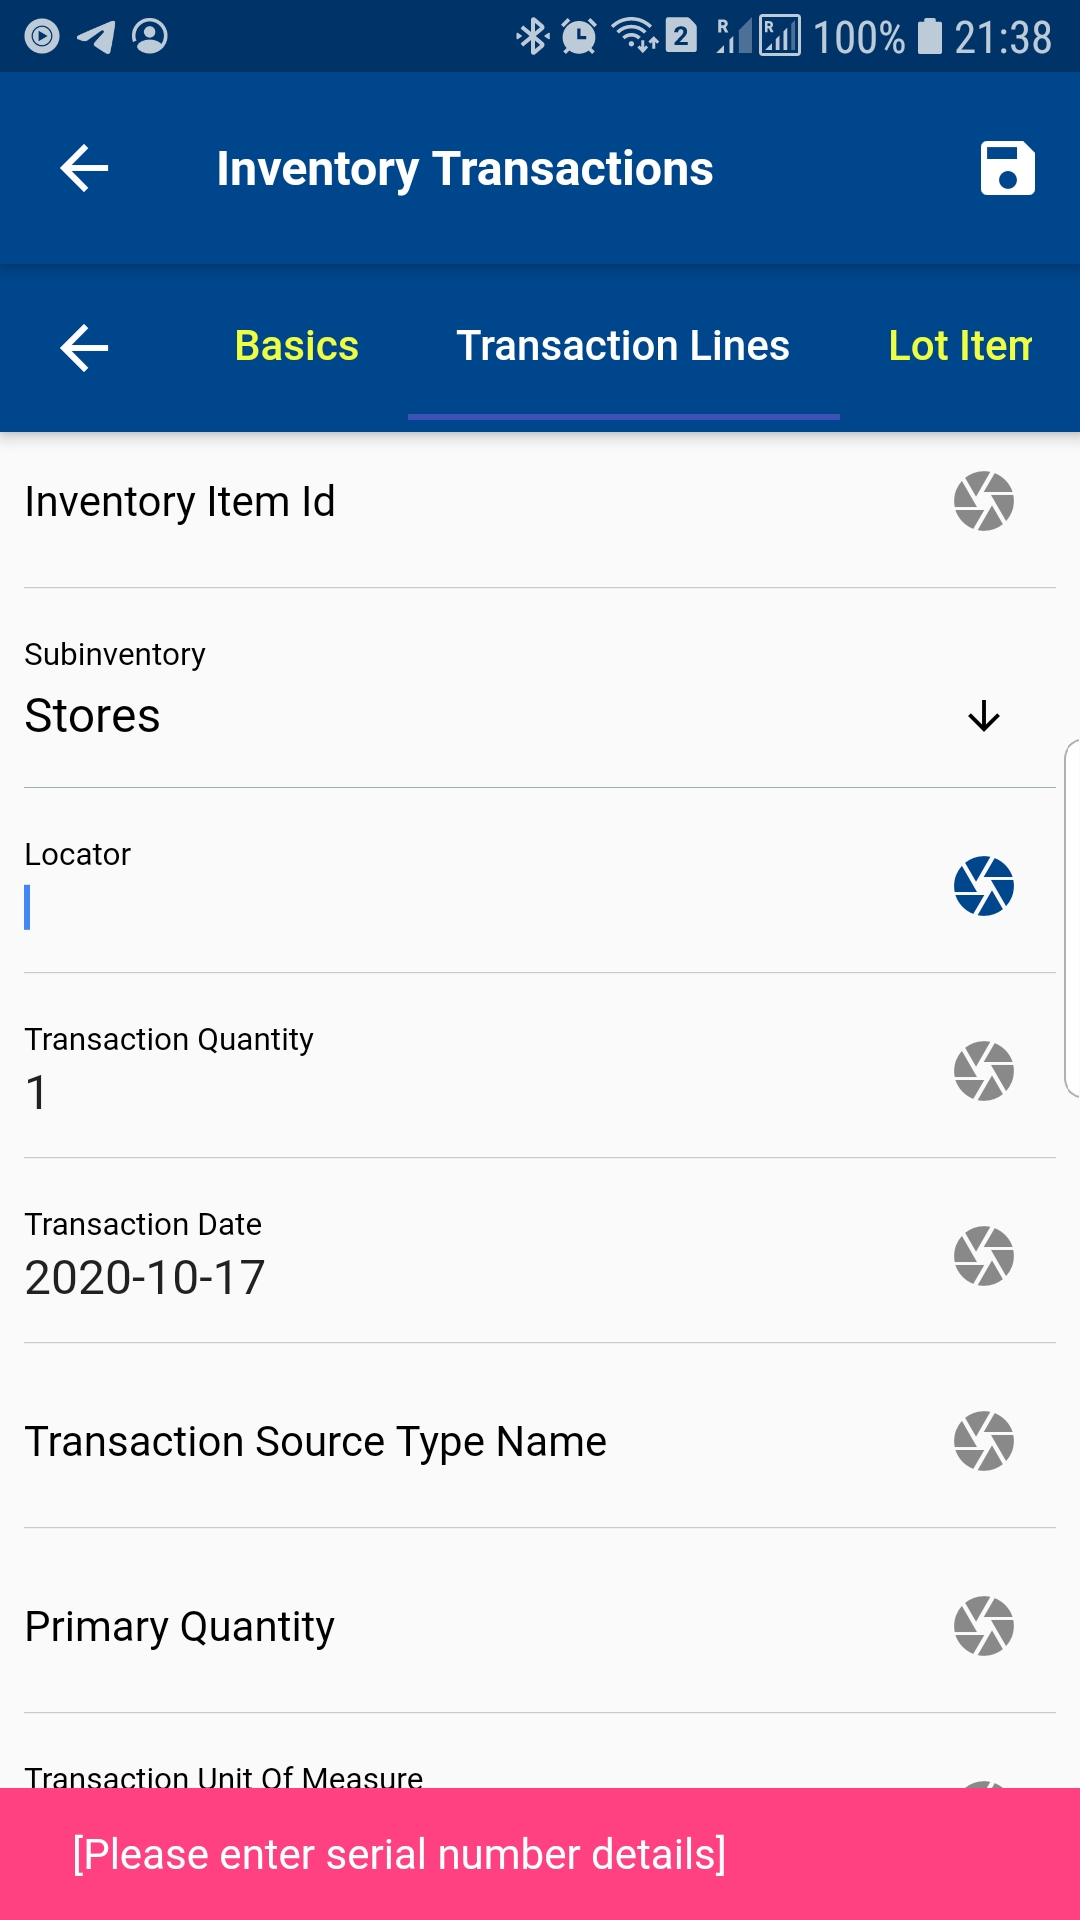 2 R R 100% 21:38
Inventory Transactions
Basics Transaction Lines Lot Item
Inventory Item Id
Subinventory
Stores
Locator
Transaction Quantity
1
Transaction Date
2020-10-17
Transaction Source Type Name
Primary Quantity
Transaction Unit Of Measure
[Please enter serial number details]